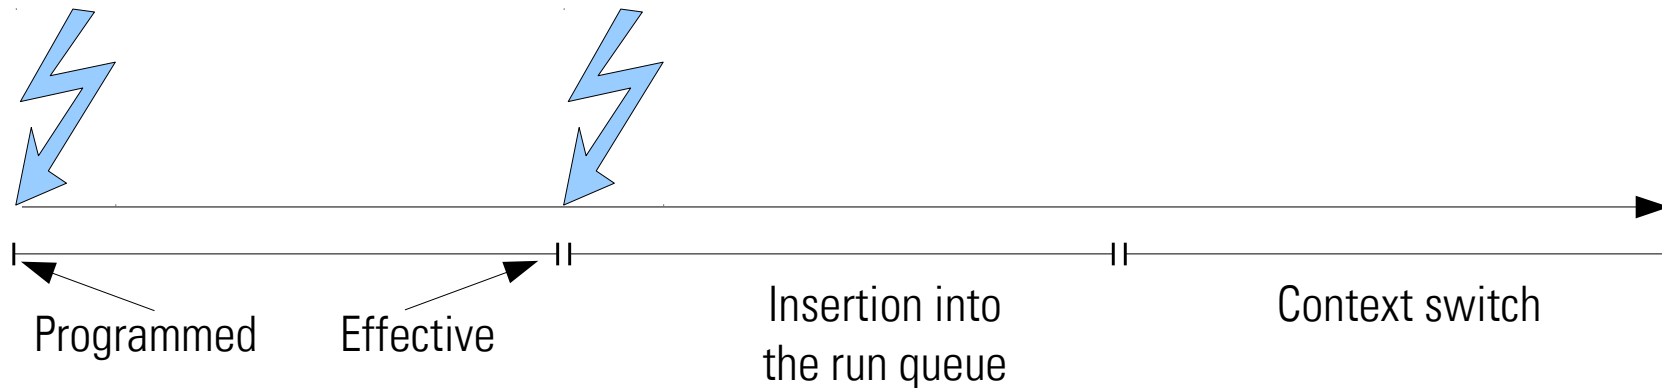 Programmed
Effective
Insertion into
the run queue
Context switch